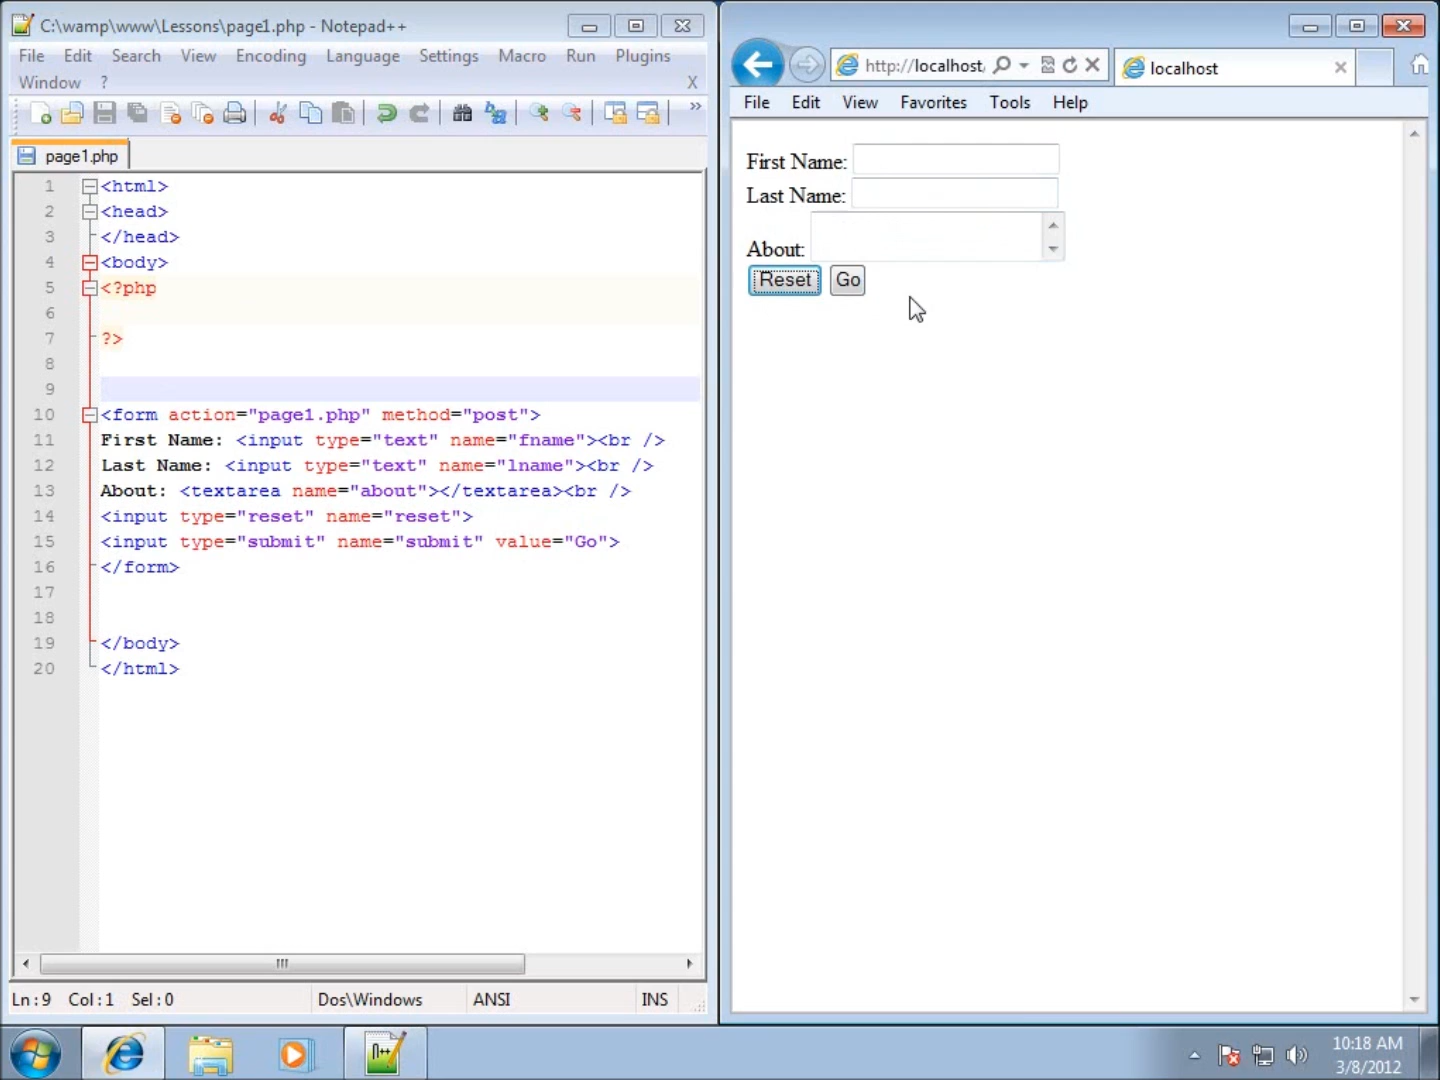 C:\wamp\www\Lessons\page1.php - Notepad++
File Edit Search View Encoding Language Settings Macro Run Plugins
Window ? X
page1.php
1 <html>
2 <head>
3 </head>
4 <body>
5 <?php
6
7 ?>
8
9
10 <form action="page1.php" method="post">
11 First Name: <input type="text" name="fname"><br />
12 Last Name: <input type="text" name="lname"><br />
13 About: <textarea name="about"></textarea><br />
14 <input type="reset" name="reset">
15 <input type="submit" name="submit" value="Go">
16 </form>
17
18
19 </body>
20 </html>
Ln:9 Col:1 Sel:0 Dos\Windows ANSI INS
http://localhost
localhost
File Edit View Favorites Tools Help
First Name:
Last Name:
About:
Reset Go
10:18 AM
3/8/2012